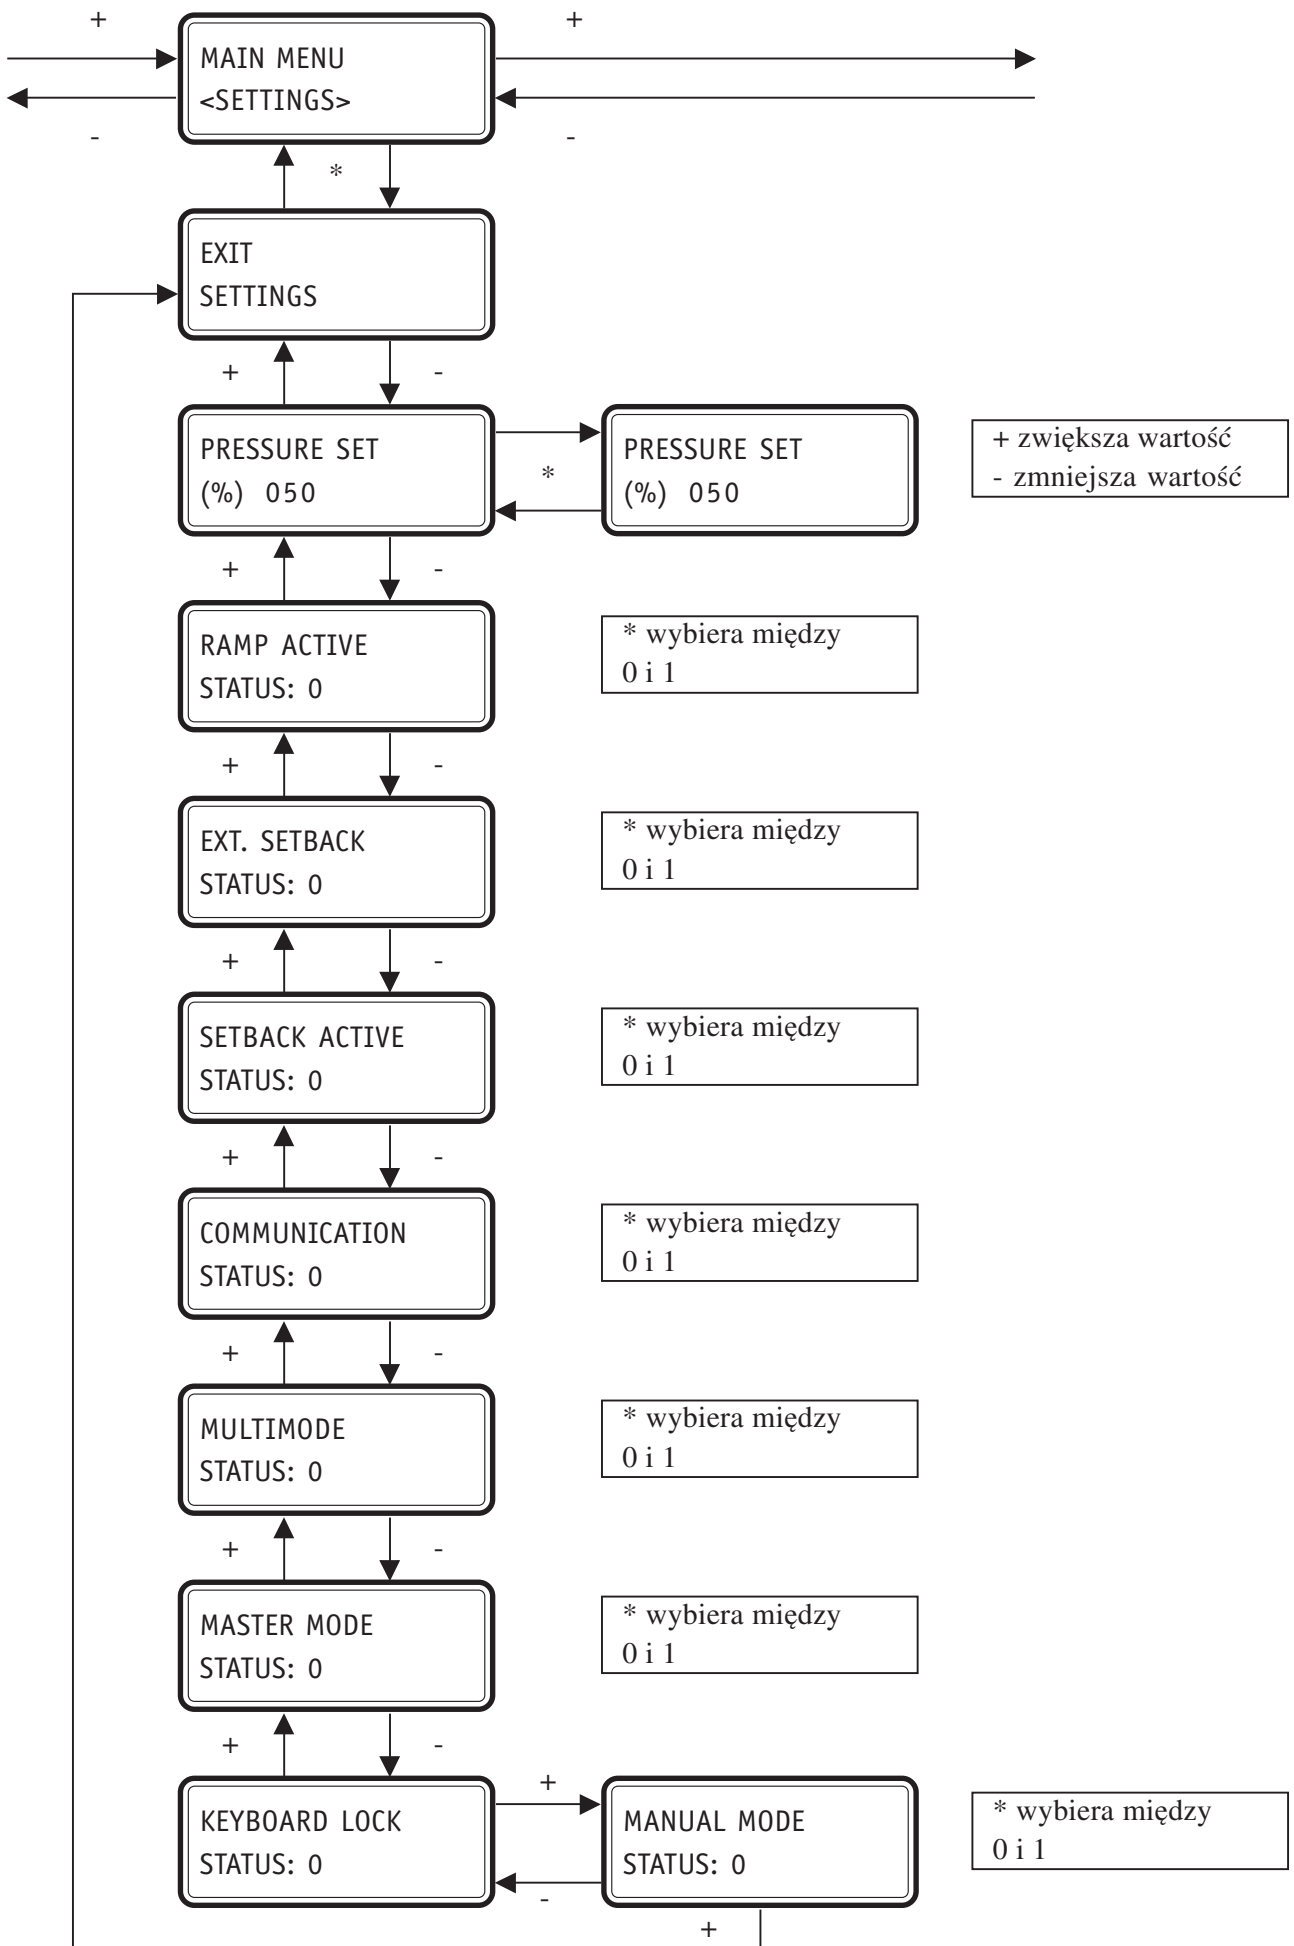 + +
MAIN MENU
<SETTINGS>
- -
*
EXIT
SETTINGS
+ -
PRESSURE SET
(%) 050
*
PRESSURE SET
(%) 050
+ zwiększa wartość
- zmniejsza wartość
+ -
RAMP ACTIVE
STATUS: 0
* wybiera między
0 i 1
+ -
EXT. SETBACK
STATUS: 0
* wybiera między
0 i 1
+ -
SETBACK ACTIVE
STATUS: 0
* wybiera między
0 i 1
+ -
COMMUNICATION
STATUS: 0
* wybiera między
0 i 1
+ -
MULTIMODE
STATUS: 0
* wybiera między
0 i 1
+ -
MASTER MODE
STATUS: 0
* wybiera między
0 i 1
+ -
KEYBOARD LOCK
STATUS: 0
+
-
MANUAL MODE
STATUS: 0
* wybiera między
0 i 1
+